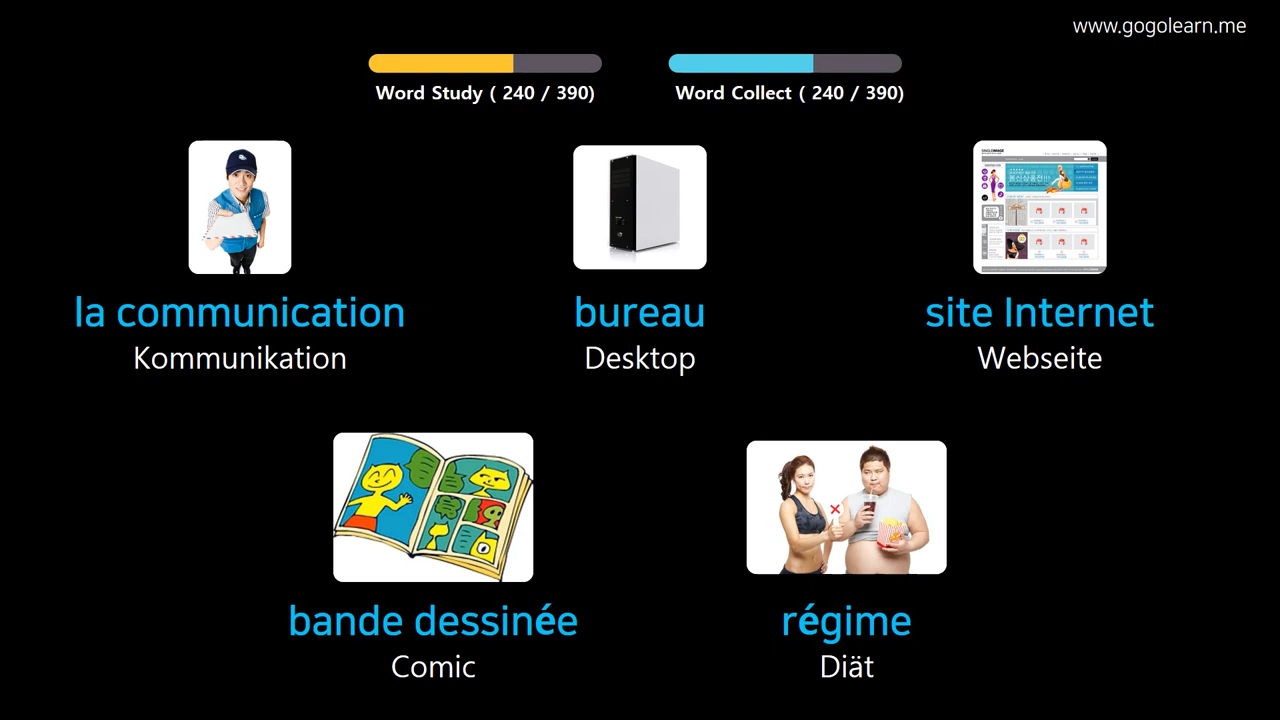 www.gogolearn.me
Word Study ( 240 / 390)
Word Collect ( 240 / 390)
la communication
Kommunikation
bureau
Desktop
site Internet
Webseite
bande dessinée
Comic
régime
Diät